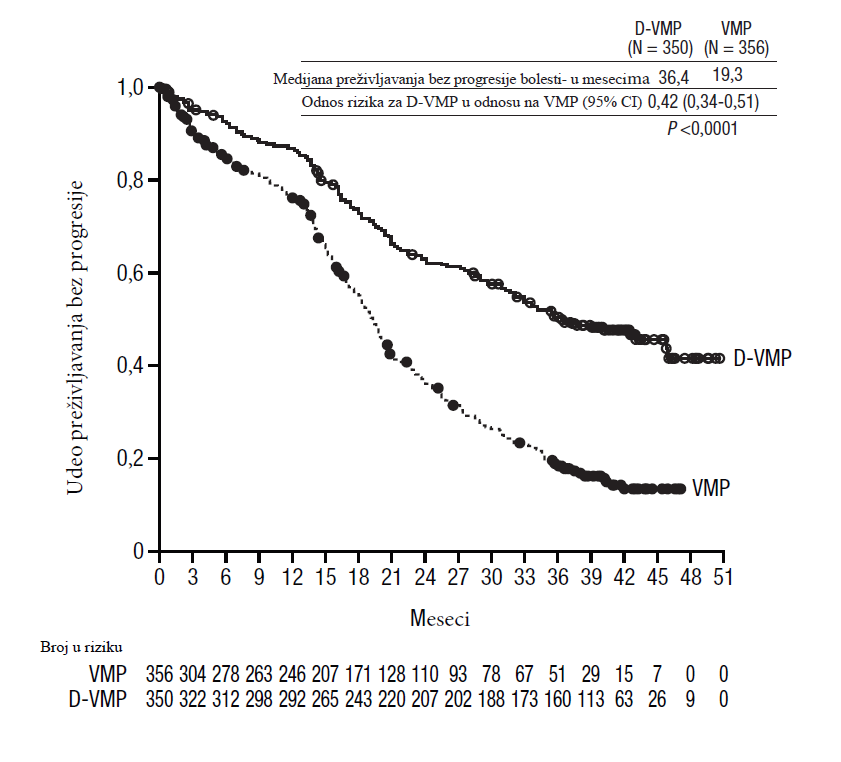 D-VMP VMP
(N = 350) (N = 356)
Medijana preživljavanja bez progresije bolesti- u mesecima 36,4 19,3
Odnos rizika za D-VMP u odnosu na VMP (95% CI) 0,42 (0,34-0,51)
P <0,0001
Udeo preživljavanja bez progresije
1,0
0,8
0,6
0,4
0,2
0
D-VMP
VMP
0 3 6 9 12 15 18 21 24 27 30 33 36 39 42 45 48 51
Meseci
Broj u riziku
VMP 356 304 278 263 246 207 171 128 110 93 78 67 51 29 15 7 0 0
D-VMP 350 322 312 298 292 265 243 220 207 202 188 173 160 113 63 26 9 0